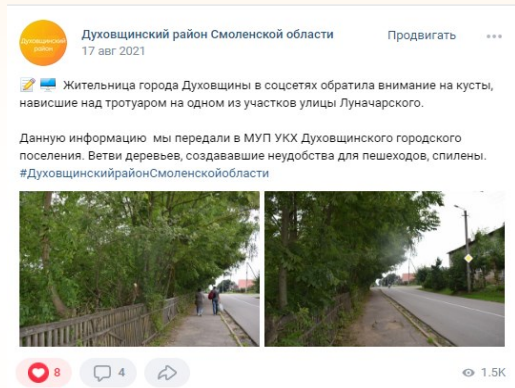 Духовщинский район
Духовщинский район Смоленской области
Продвигать
17 авг 2021
Жительница города Духовщины в соцсетях обратила внимание на кусты,
нависшие над тротуаром на одном из участков улицы Луначарского.
Данную информацию мы передали в МУП УКХ Духовщинского городского
поселения. Ветви деревьев, создававшие неудобства для пешеходов, спилены.
#ДуховщинскийрайонСмоленскойобласти
8
4
1.5K